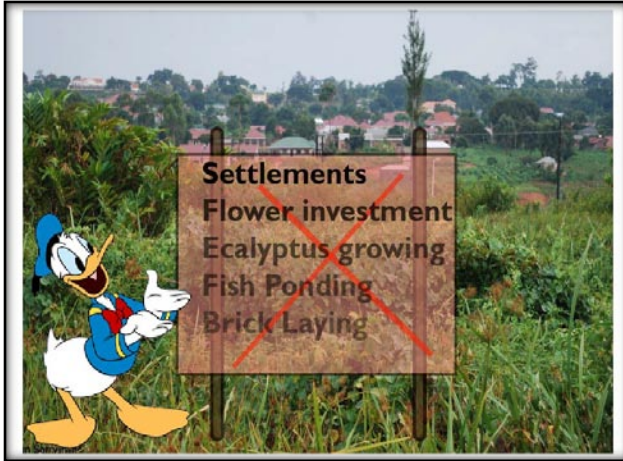 Settlements
Flower investment
Ecalyptus growing
Fish Ponding
Brick Laying